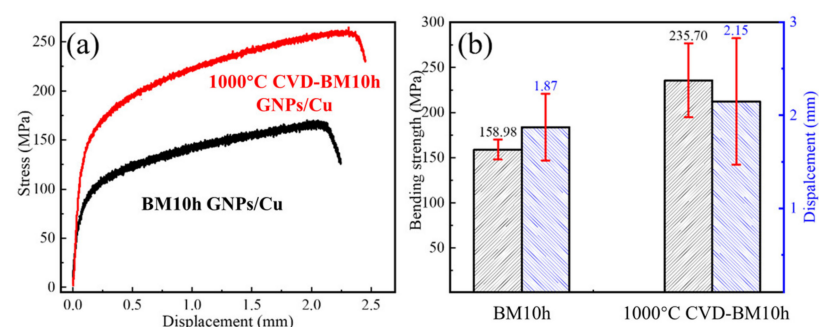 (a)
250
200
150
100
50
0
Stress (MPa)
1000°C CVD-BM10h
GNPs/Cu
BM10h GNPs/Cu
0.0
0.5
1.0
1.5
2.0
2.5
Displacement (mm)
(b)
300
250
200
150
100
50
Bending strength (MPa)
158.98
1.87
235.70
2.15
BM10h
1000°C CVD-BM10h
3
2
1
Dispalcement (mm)